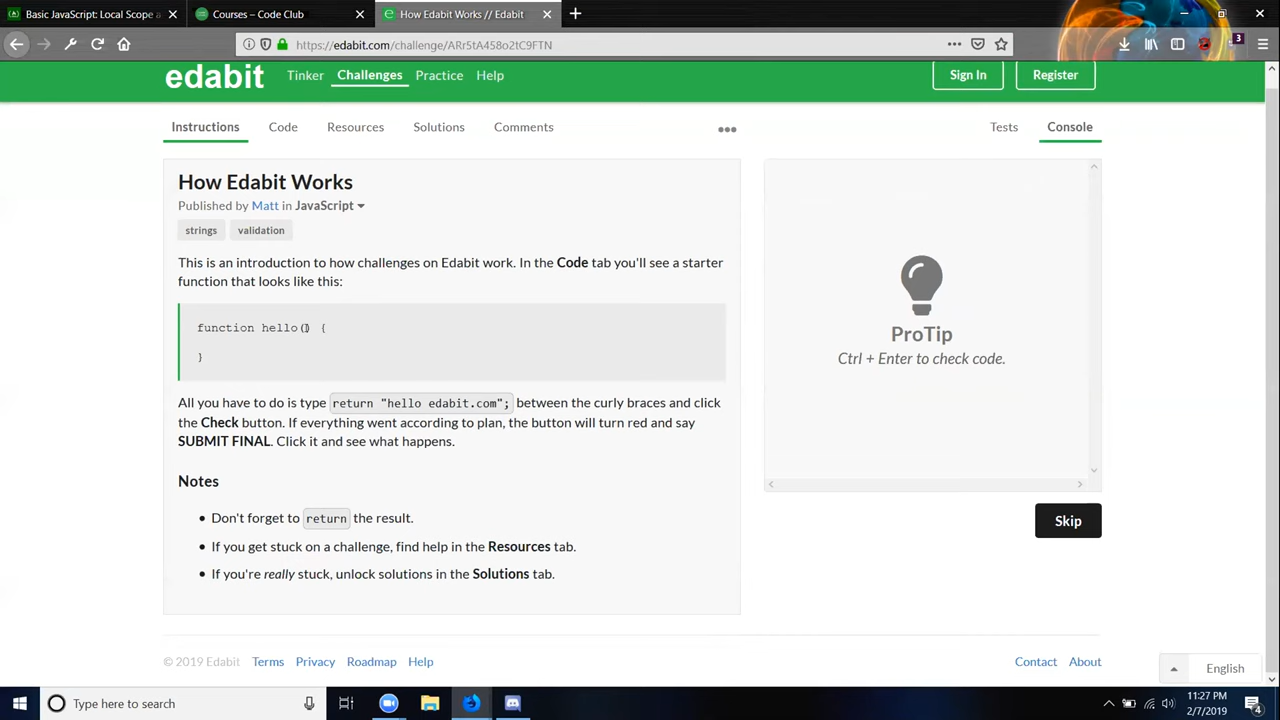 Basic JavaScript: Local Scope a
Courses – Code Club
How Edabit Works // Edabit
https://edabit.com/challenge/ARr5tA458o2tC9FTN
3
edabit
Tinker
Challenges
Practice
Help
Sign In
Register
Instructions
Code
Resources
Solutions
Comments
Tests
Console
How Edabit Works
Published by Matt in JavaScript
strings
validation
This is an introduction to how challenges on Edabit work. In the Code tab you'll see a starter
function that looks like this:
function hello() {
}
All you have to do is type return "hello edabit.com"; between the curly braces and click
the Check button. If everything went according to plan, the button will turn red and say
SUBMIT FINAL. Click it and see what happens.
Notes
• Don't forget to return the result.
• If you get stuck on a challenge, find help in the Resources tab.
• If you're really stuck, unlock solutions in the Solutions tab.
ProTip
Ctrl + Enter to check code.
Skip
© 2019 Edabit
Terms
Privacy
Roadmap
Help
Contact
About
English
Type here to search
11:27 PM
2/7/2019
4